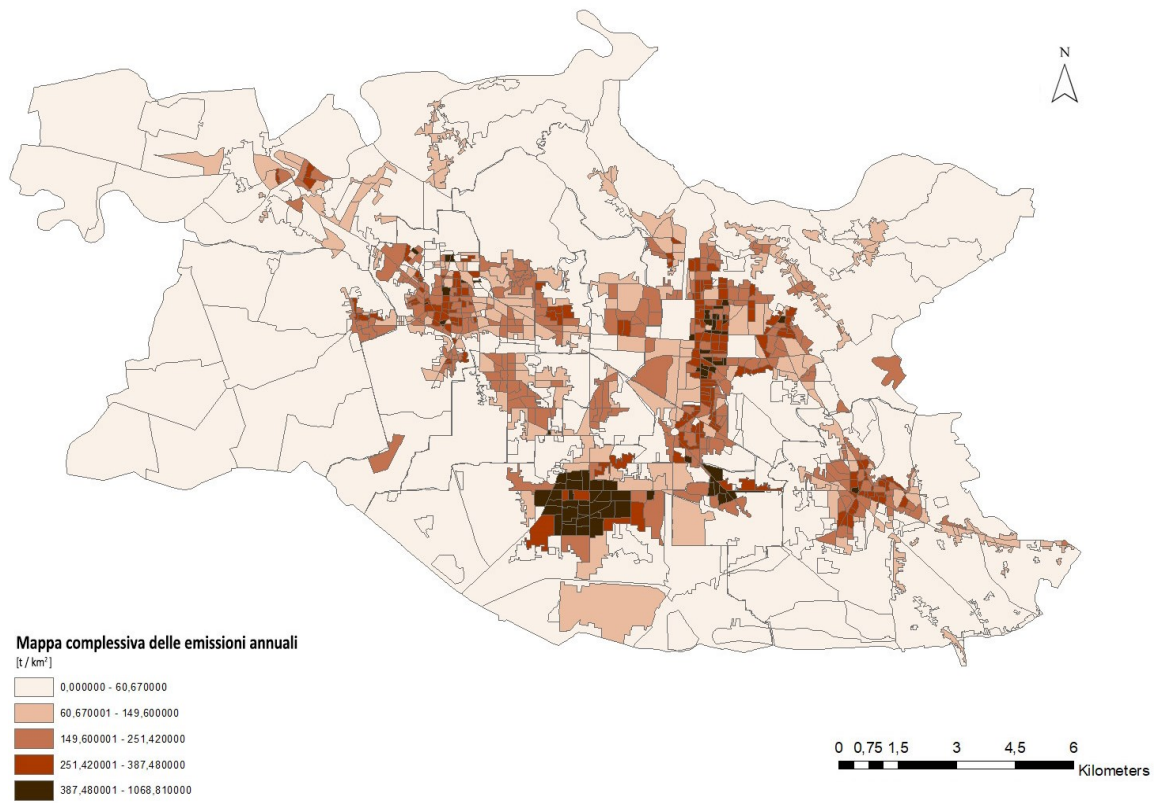 N
Mappa complessiva delle emissioni annuali
[t / km²]
0,000000 - 60,670000
60,670001 - 149,600000
149,600001 - 251,420000
251,420001 - 387,480000
387,480001 - 1068,810000
0 0,75 1,5 3 4,5 6
Kilometers